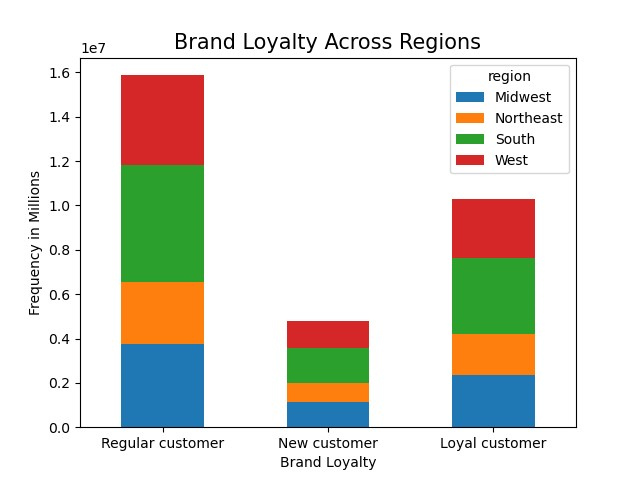 Brand Loyalty Across Regions
1e7
1.6
1.4
1.2
1.0
0.8
0.6
0.4
0.2
0.0
Frequency in Millions
region
Midwest
Northeast
South
West
Regular customer
New customer
Loyal customer
Brand Loyalty